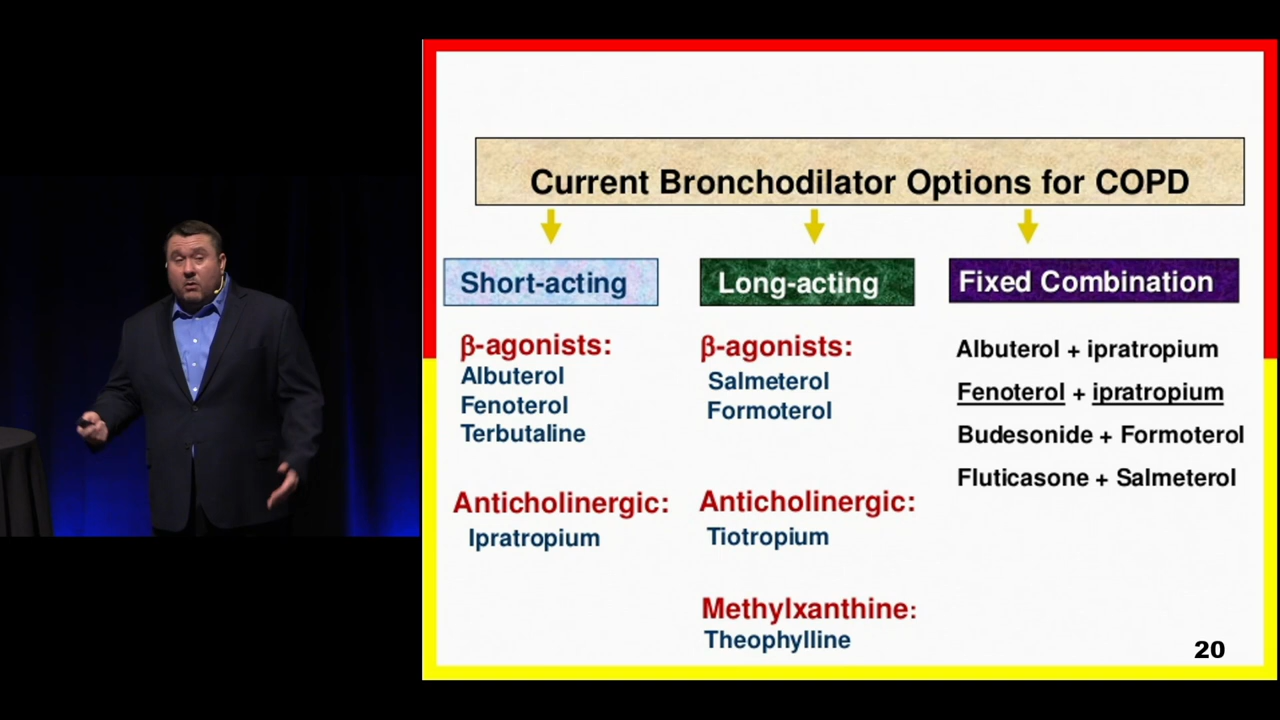 Current Bronchodilator Options for COPD
Short-acting
β-agonists:
Albuterol
Fenoterol
Terbutaline
Anticholinergic:
Ipratropium
Long-acting
β-agonists:
Salmeterol
Formoterol
Anticholinergic:
Tiotropium
Methylxanthine:
Theophylline
Fixed Combination
Albuterol + ipratropium
Fenoterol + ipratropium
Budesonide + Formoterol
Fluticasone + Salmeterol
20